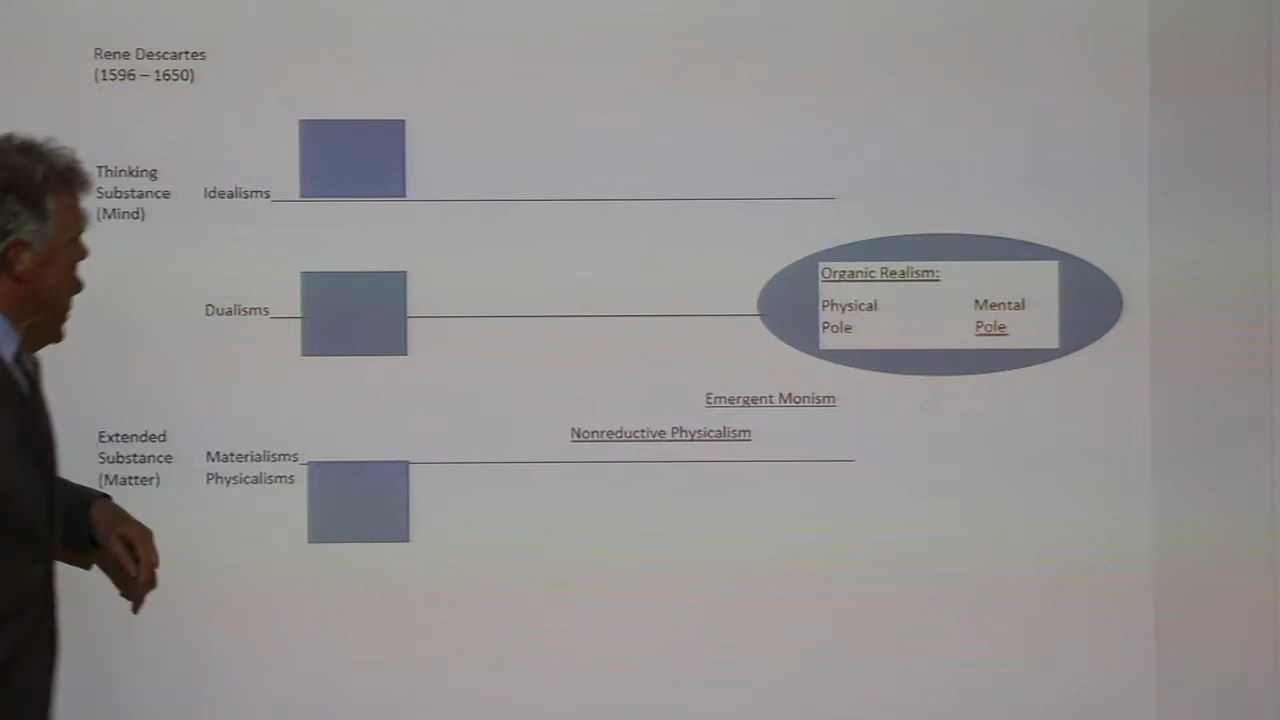 Rene Descartes
(1596 – 1650)
Thinking
Substance
(Mind)
Idealisms
Dualisms
Organic Realism:
Physical Mental
Pole Pole
Emergent Monism
Nonreductive Physicalism
Extended
Substance
(Matter)
Materialisms
Physicalisms